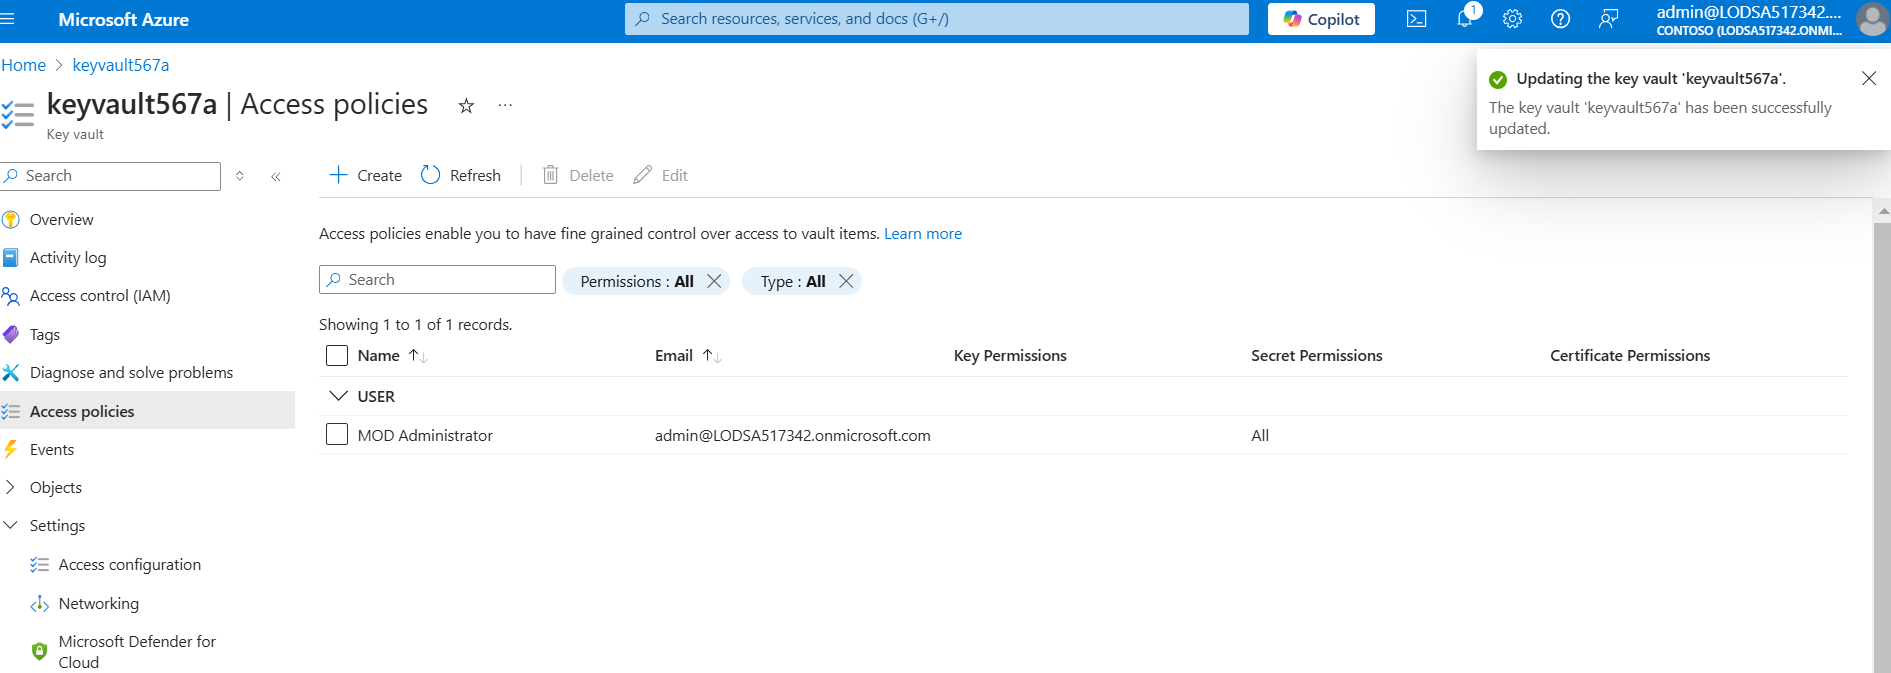 Microsoft Azure
Search resources, services, and docs (G+/)
Copilot
1
admin@LODSA517342....
CONTOSO (LODSA517342.ONMI...
Home > keyvault567a
keyvault567a | Access policies
...
Key vault
Updating the key vault 'keyvault567a'.
The key vault 'keyvault567a' has been successfully
updated.
Search
Create Refresh Delete Edit
Overview
Activity log
Access control (IAM)
Tags
Diagnose and solve problems
Access policies
Events
Objects
Settings
Access configuration
Networking
Microsoft Defender for
Cloud
Access policies enable you to have fine grained control over access to vault items. Learn more
Search
Permissions : All
Type : All
Showing 1 to 1 of 1 records.
Name Email Key Permissions Secret Permissions Certificate Permissions
USER
MOD Administrator admin@LODSA517342.onmicrosoft.com All